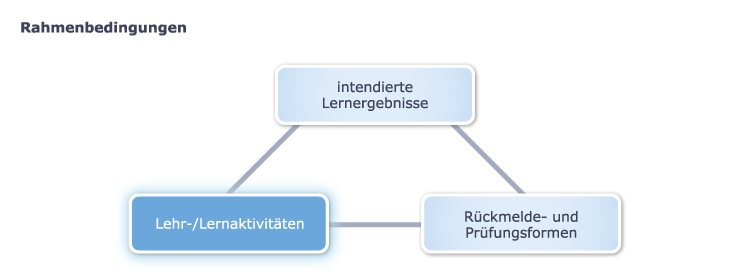 Rahmenbedingungen
intendierte
Lernergebnisse
Lehr-/Lernaktivitäten
Rückmelde- und
Prüfungsformen